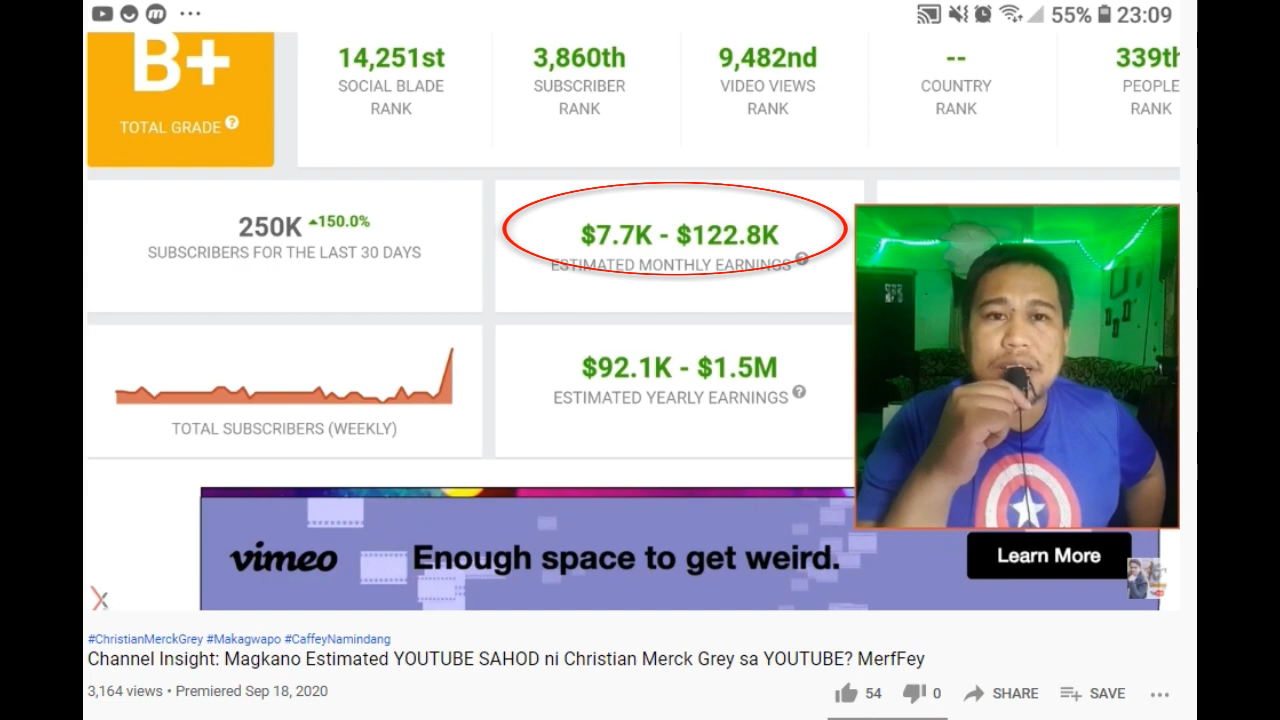 55% 23:09
B+
TOTAL GRADE ?
14,251st
SOCIAL BLADE
RANK
3,860th
SUBSCRIBER
RANK
9,482nd
VIDEO VIEWS
RANK
--
COUNTRY
RANK
339th
PEOPLE
RANK
250K 150.0%
SUBSCRIBERS FOR THE LAST 30 DAYS
$7.7K - $122.8K
ESTIMATED MONTHLY EARNINGS ?
TOTAL SUBSCRIBERS (WEEKLY)
$92.1K - $1.5M
ESTIMATED YEARLY EARNINGS ?
vimeo Enough space to get weird. Learn More
#ChristianMerckGrey #Makagwapo #CaffeyNamindang
Channel Insight: Magkano Estimated YOUTUBE SAHOD ni Christian Merck Grey sa YOUTUBE? MerfFey
3,164 views • Premiered Sep 18, 2020
54 0 SHARE SAVE ...